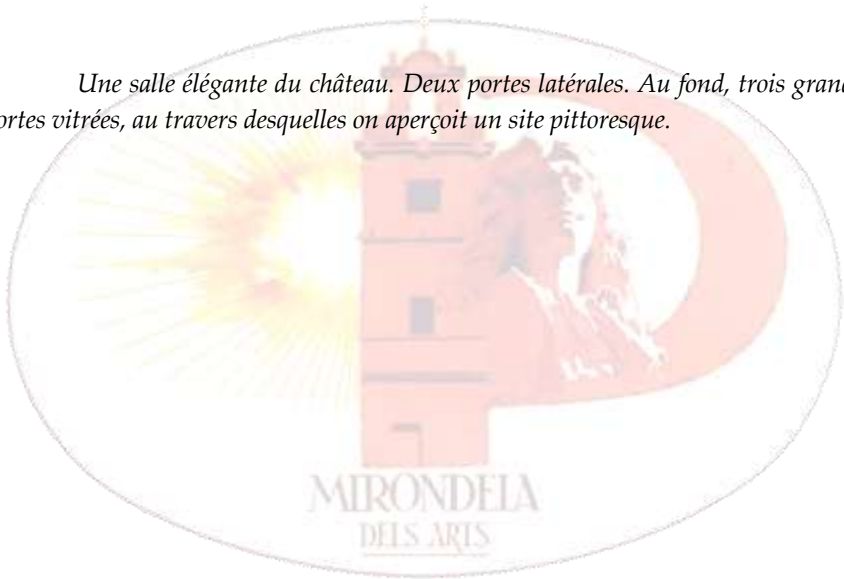 Une salle élégante du château. Deux portes latérales. Au fond, trois grand
ortes vitrées, au travers desquelles on aperçoit un site pittoresque.
MIRONDELA
DELS ARTS